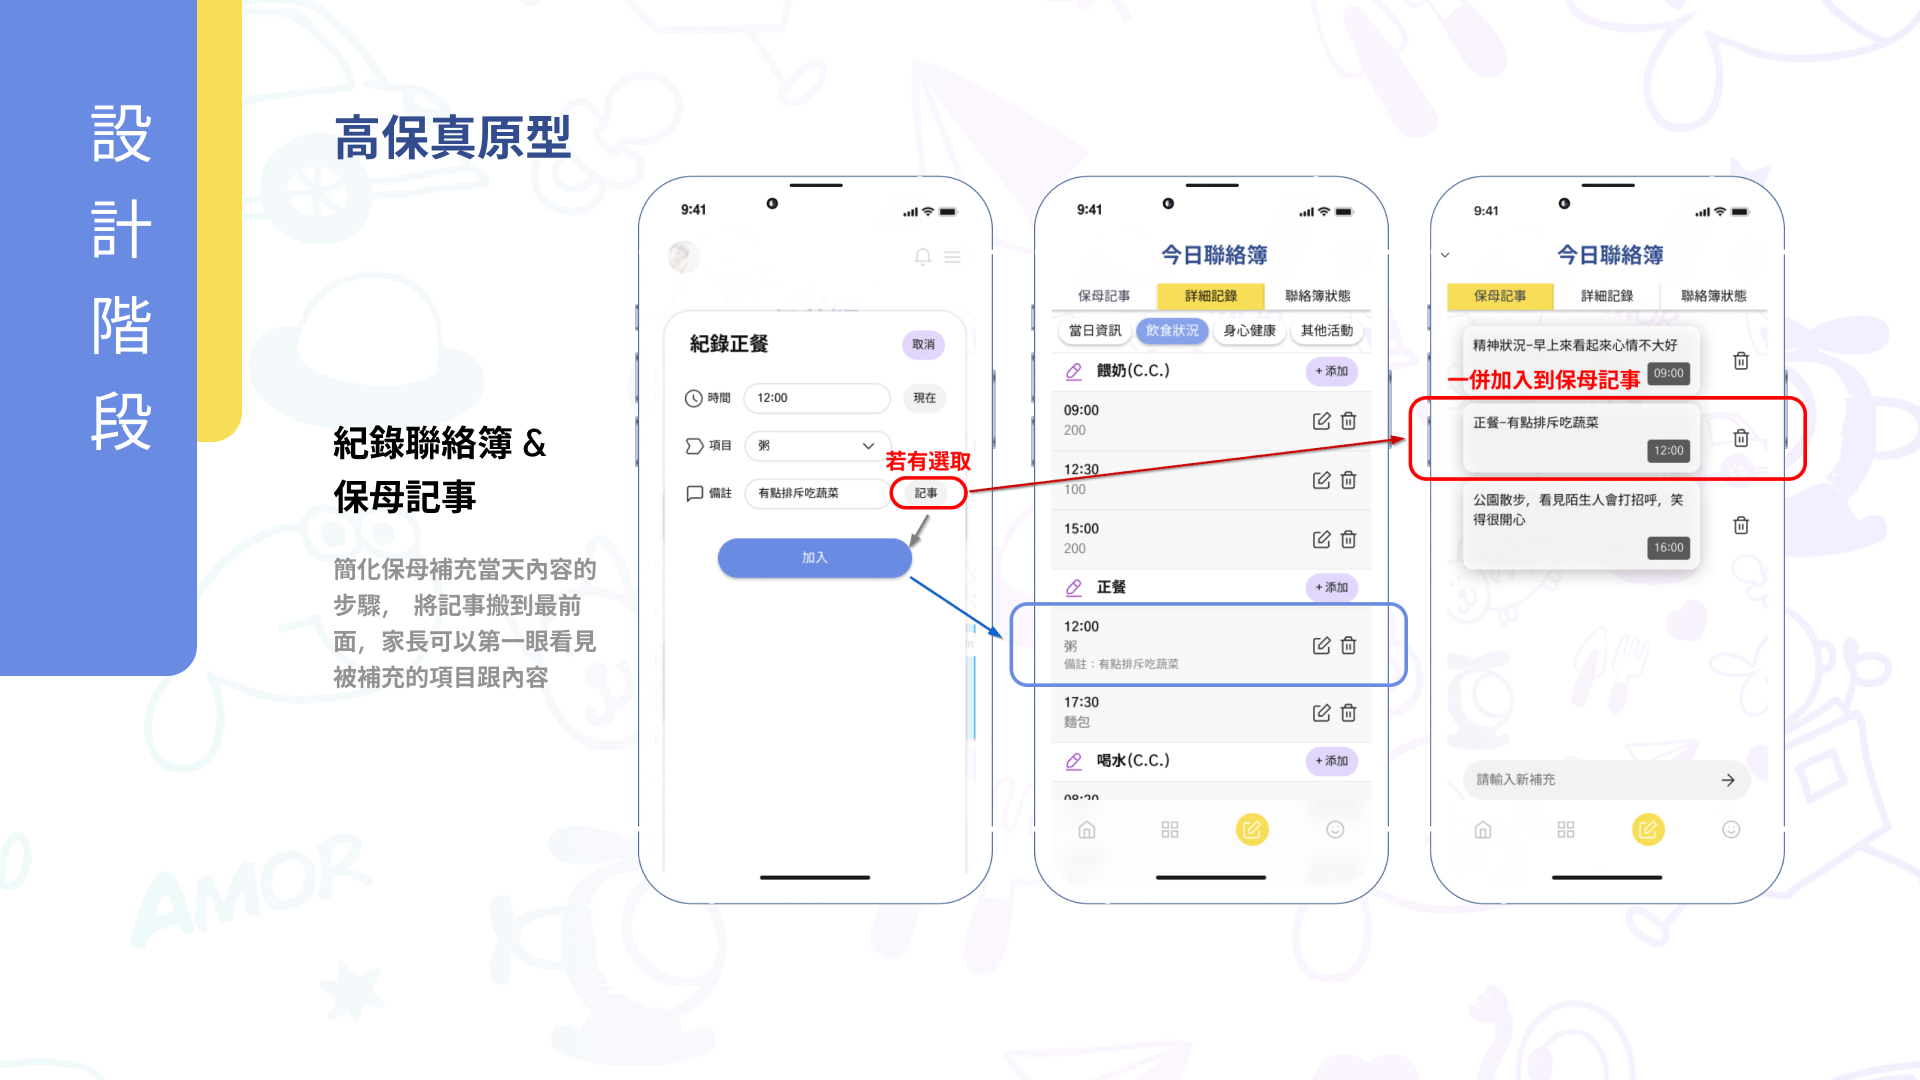 設計階段
高保真原型
紀錄聯絡簿 &
保母記事
簡化保母補充當天內容的
步驟， 將記事搬到最前
面，家長可以第一眼看見
被補充的項目跟內容
9:41
紀錄正餐
取消
時間
12:00
現在
項目
粥
若有選取
備註
有點排斥吃蔬菜
記事
加入
9:41
今日聯絡簿
保母記事
詳細記錄
聯絡簿狀態
當日資訊
飲食狀況
身心健康
其他活動
餵奶(C.C.)
+ 添加
09:00
200
12:30
100
15:00
200
正餐
+ 添加
12:00
粥
備註：有點排斥吃蔬菜
17:30
麵包
喝水(C.C.)
+ 添加
9:41
今日聯絡簿
保母記事
詳細記錄
聯絡簿狀態
精神狀況-早上來看起來心情不大好
09:00
一併加入到保母記事
正餐-有點排斥吃蔬菜
12:00
公園散步，看見陌生人會打招呼，笑
得很開心
16:00
請輸入新補充
AMOR